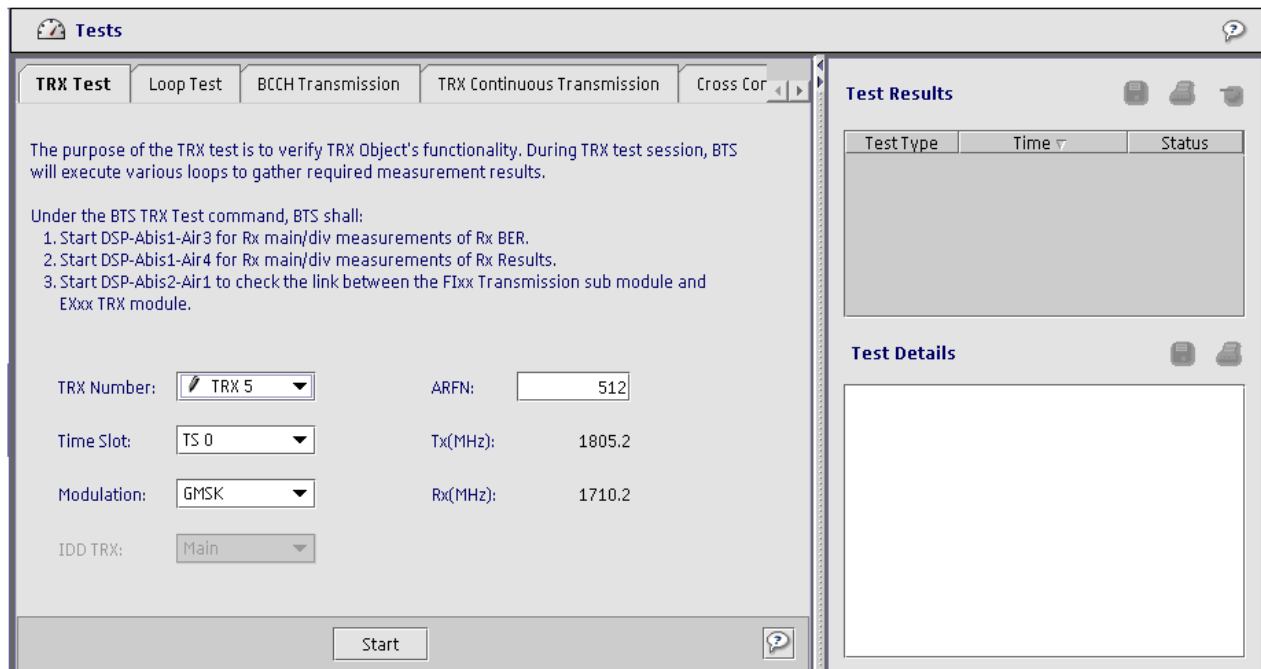 Tests
TRX Test
Loop Test
BCCH Transmission
TRX Continuous Transmission
Cross Cor
The purpose of the TRX test is to verify TRX Object's functionality. During TRX test session, BTS
will execute various loops to gather required measurement results.
Under the BTS TRX Test command, BTS shall:
1. Start DSP-Abis1-Air3 for Rx main/div measurements of Rx BER.
2. Start DSP-Abis1-Air4 for Rx main/div measurements of Rx Results.
3. Start DSP-Abis2-Air1 to check the link between the FIxx Transmission sub module and
EXxx TRX module.
TRX Number: TRX 5 ARFN: 512
Time Slot: TS 0 Tx(MHz): 1805.2
Modulation: GMSK Rx(MHz): 1710.2
IDD TRX: Main
Start
Test Results
Test Type Time Status
Test Details